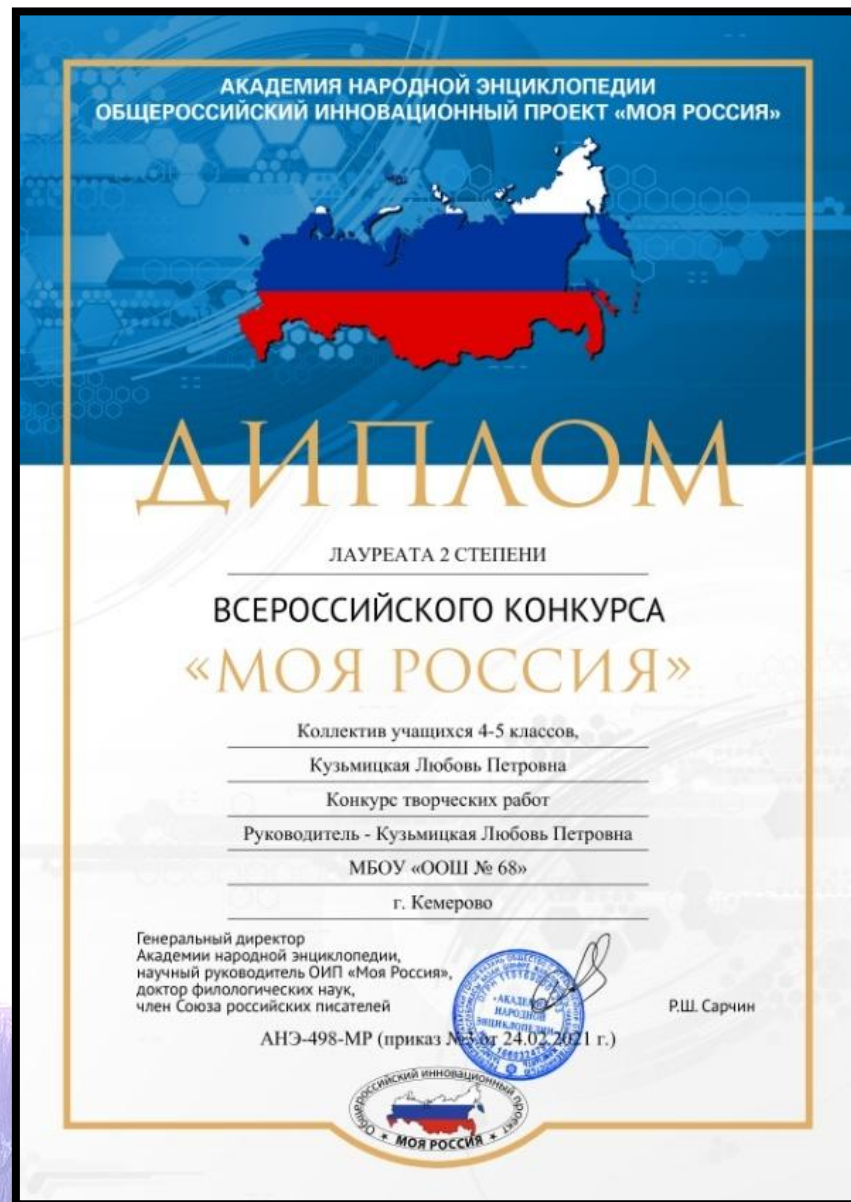 АКАДЕМИЯ НАРОДНОЙ ЭНЦИКЛОПЕДИИ
ОБЩЕРОССИЙСКИЙ ИННОВАЦИОННЫЙ ПРОЕКТ «МОЯ РОССИЯ»
ДИПЛОМ
ЛАУРЕАТА 2 СТЕПЕНИ
ВСЕРОССИЙСКОГО КОНКУРСА
«МОЯ РОССИЯ»
Коллектив учащихся 4-5 классов,
Кузьмицкая Любовь Петровна
Конкурс творческих работ
Руководитель - Кузьмицкая Любовь Петровна
МБОУ «ООШ № 68»
г. Кемерово
Генеральный директор
Академии народной энциклопедии,
научный руководитель ОИП «Моя Россия»,
доктор филологических наук,
член Союза российских писателей
Р.Ш. Сарчин
НАРОДНОЙ
ЭНЦИКЛОПЕДИИ
АНЭ-498-МР (приказ №3 от 24.02.2021 г.)
Общероссийский инновационный проект
МОЯ РОССИЯ